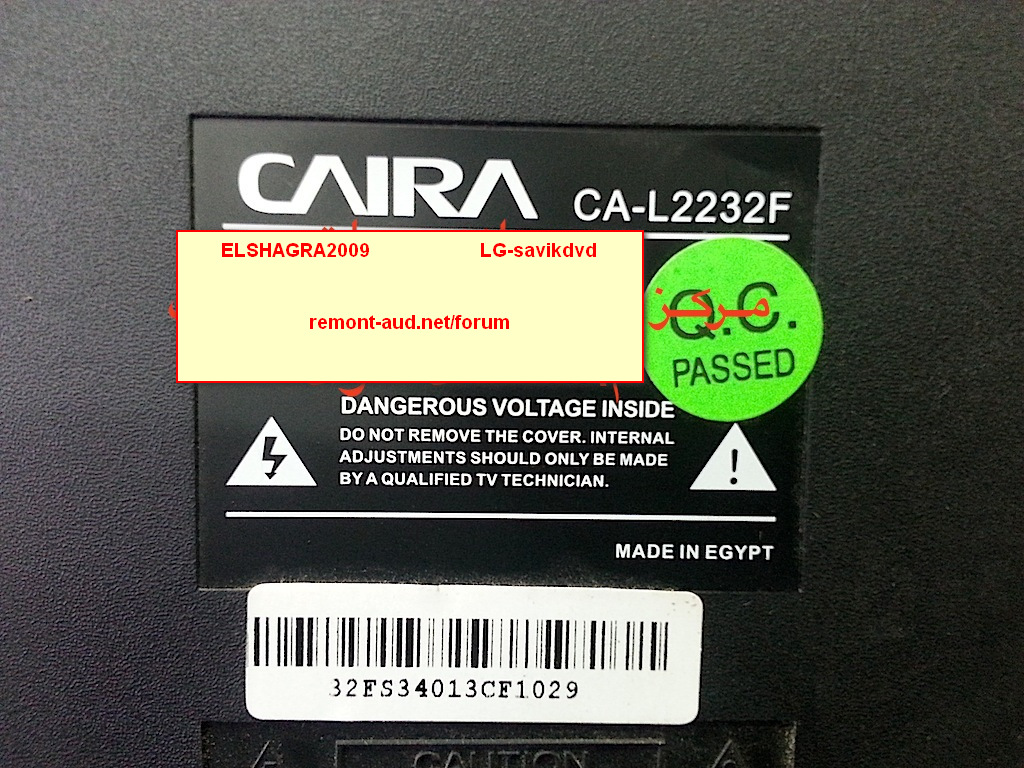 CAIRA
CA-L2232F
ELSHAGRA2009 LG-savikdvd
remont-aud.net/forum
مركز
Q.C.
PASSED
DANGEROUS VOLTAGE INSIDE
DO NOT REMOVE THE COVER. INTERNAL
ADJUSTMENTS SHOULD ONLY BE MADE
BY A QUALIFIED TV TECHNICIAN.
MADE IN EGYPT
32FS34013CF1029
CAUTION